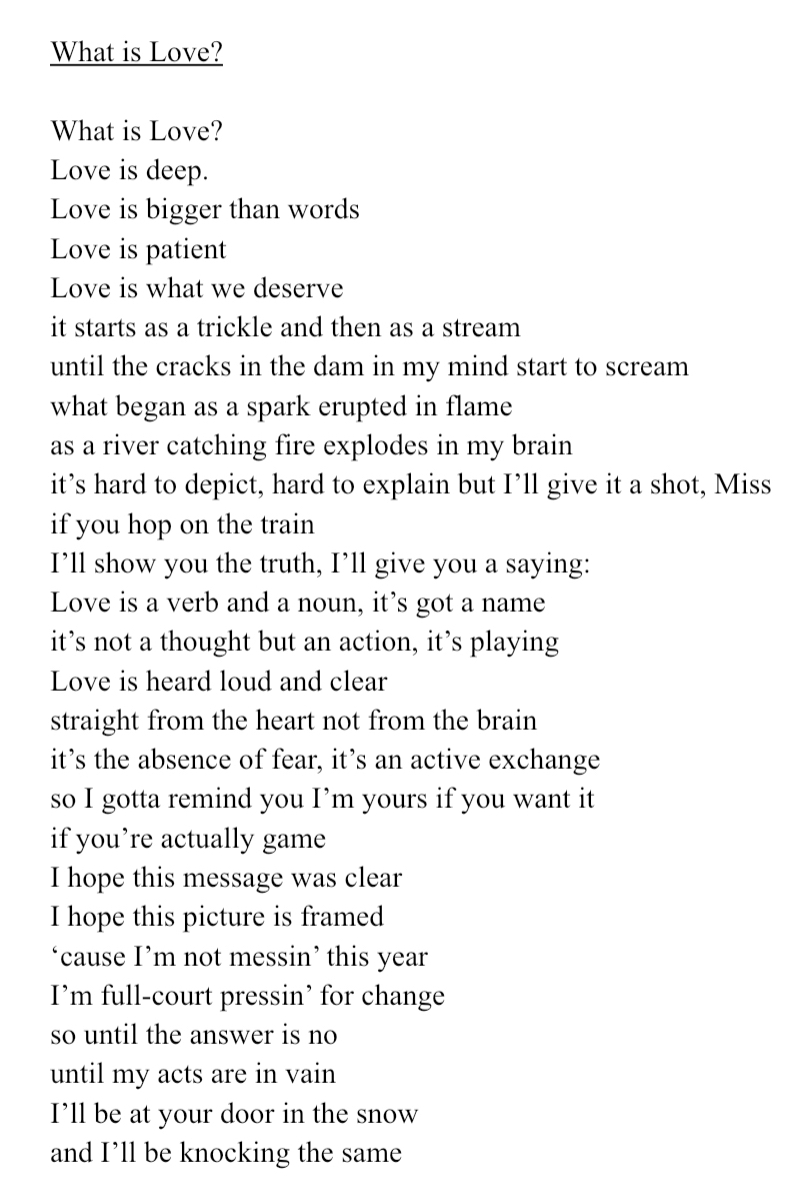 What is Love?
What is Love?
Love is deep.
Love is bigger than words
Love is patient
Love is what we deserve
it starts as a trickle and then as a stream
until the cracks in the dam in my mind start to scream
what began as a spark erupted in flame
as a river catching fire explodes in my brain
it’s hard to depict, hard to explain but I’ll give it a shot, Miss
if you hop on the train
I’ll show you the truth, I’ll give you a saying:
Love is a verb and a noun, it’s got a name
it’s not a thought but an action, it’s playing
Love is heard loud and clear
straight from the heart not from the brain
it’s the absence of fear, it’s an active exchange
so I gotta remind you I’m yours if you want it
if you’re actually game
I hope this message was clear
I hope this picture is framed
‘cause I’m not messin’ this year
I’m full-court pressin’ for change
so until the answer is no
until my acts are in vain
I’ll be at your door in the snow
and I’ll be knocking the same